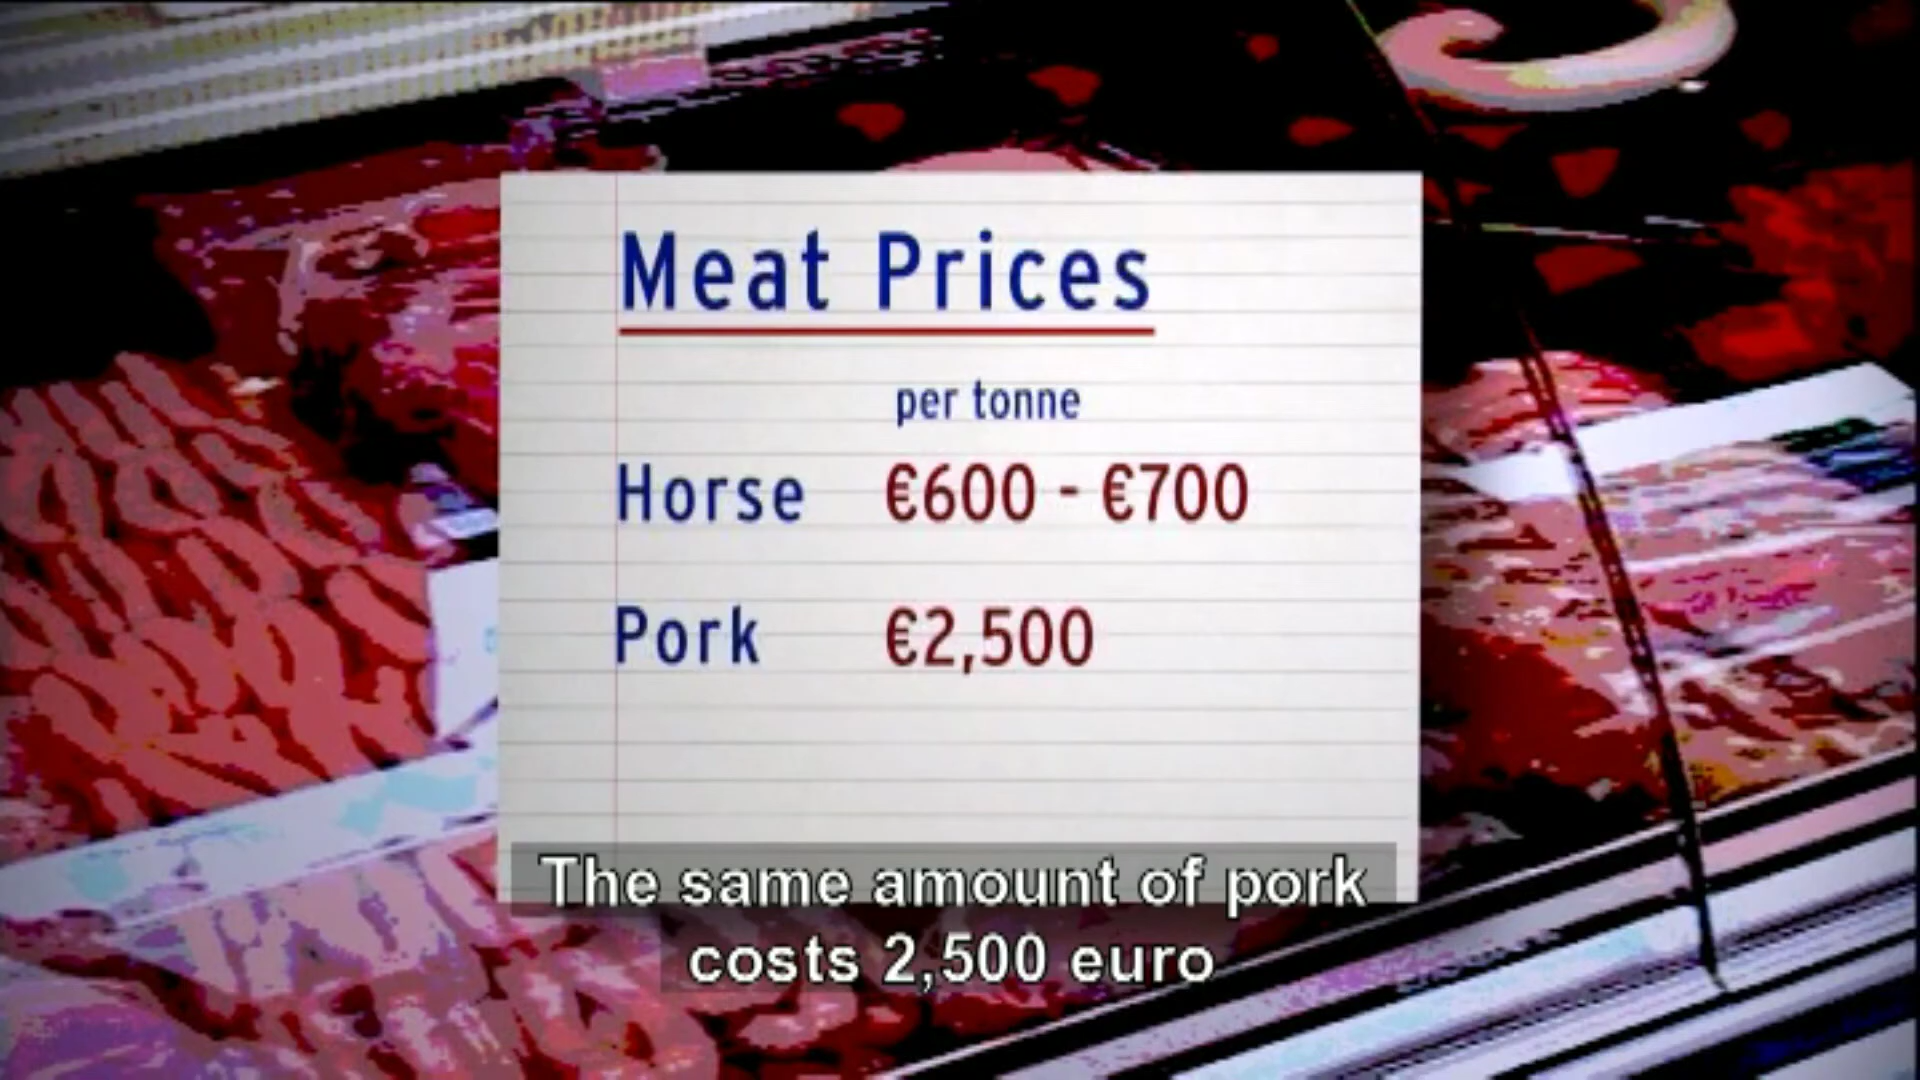 Meat Prices
per tonne
Horse €600 - €700
Pork €2,500
The same amount of pork
costs 2,500 euro